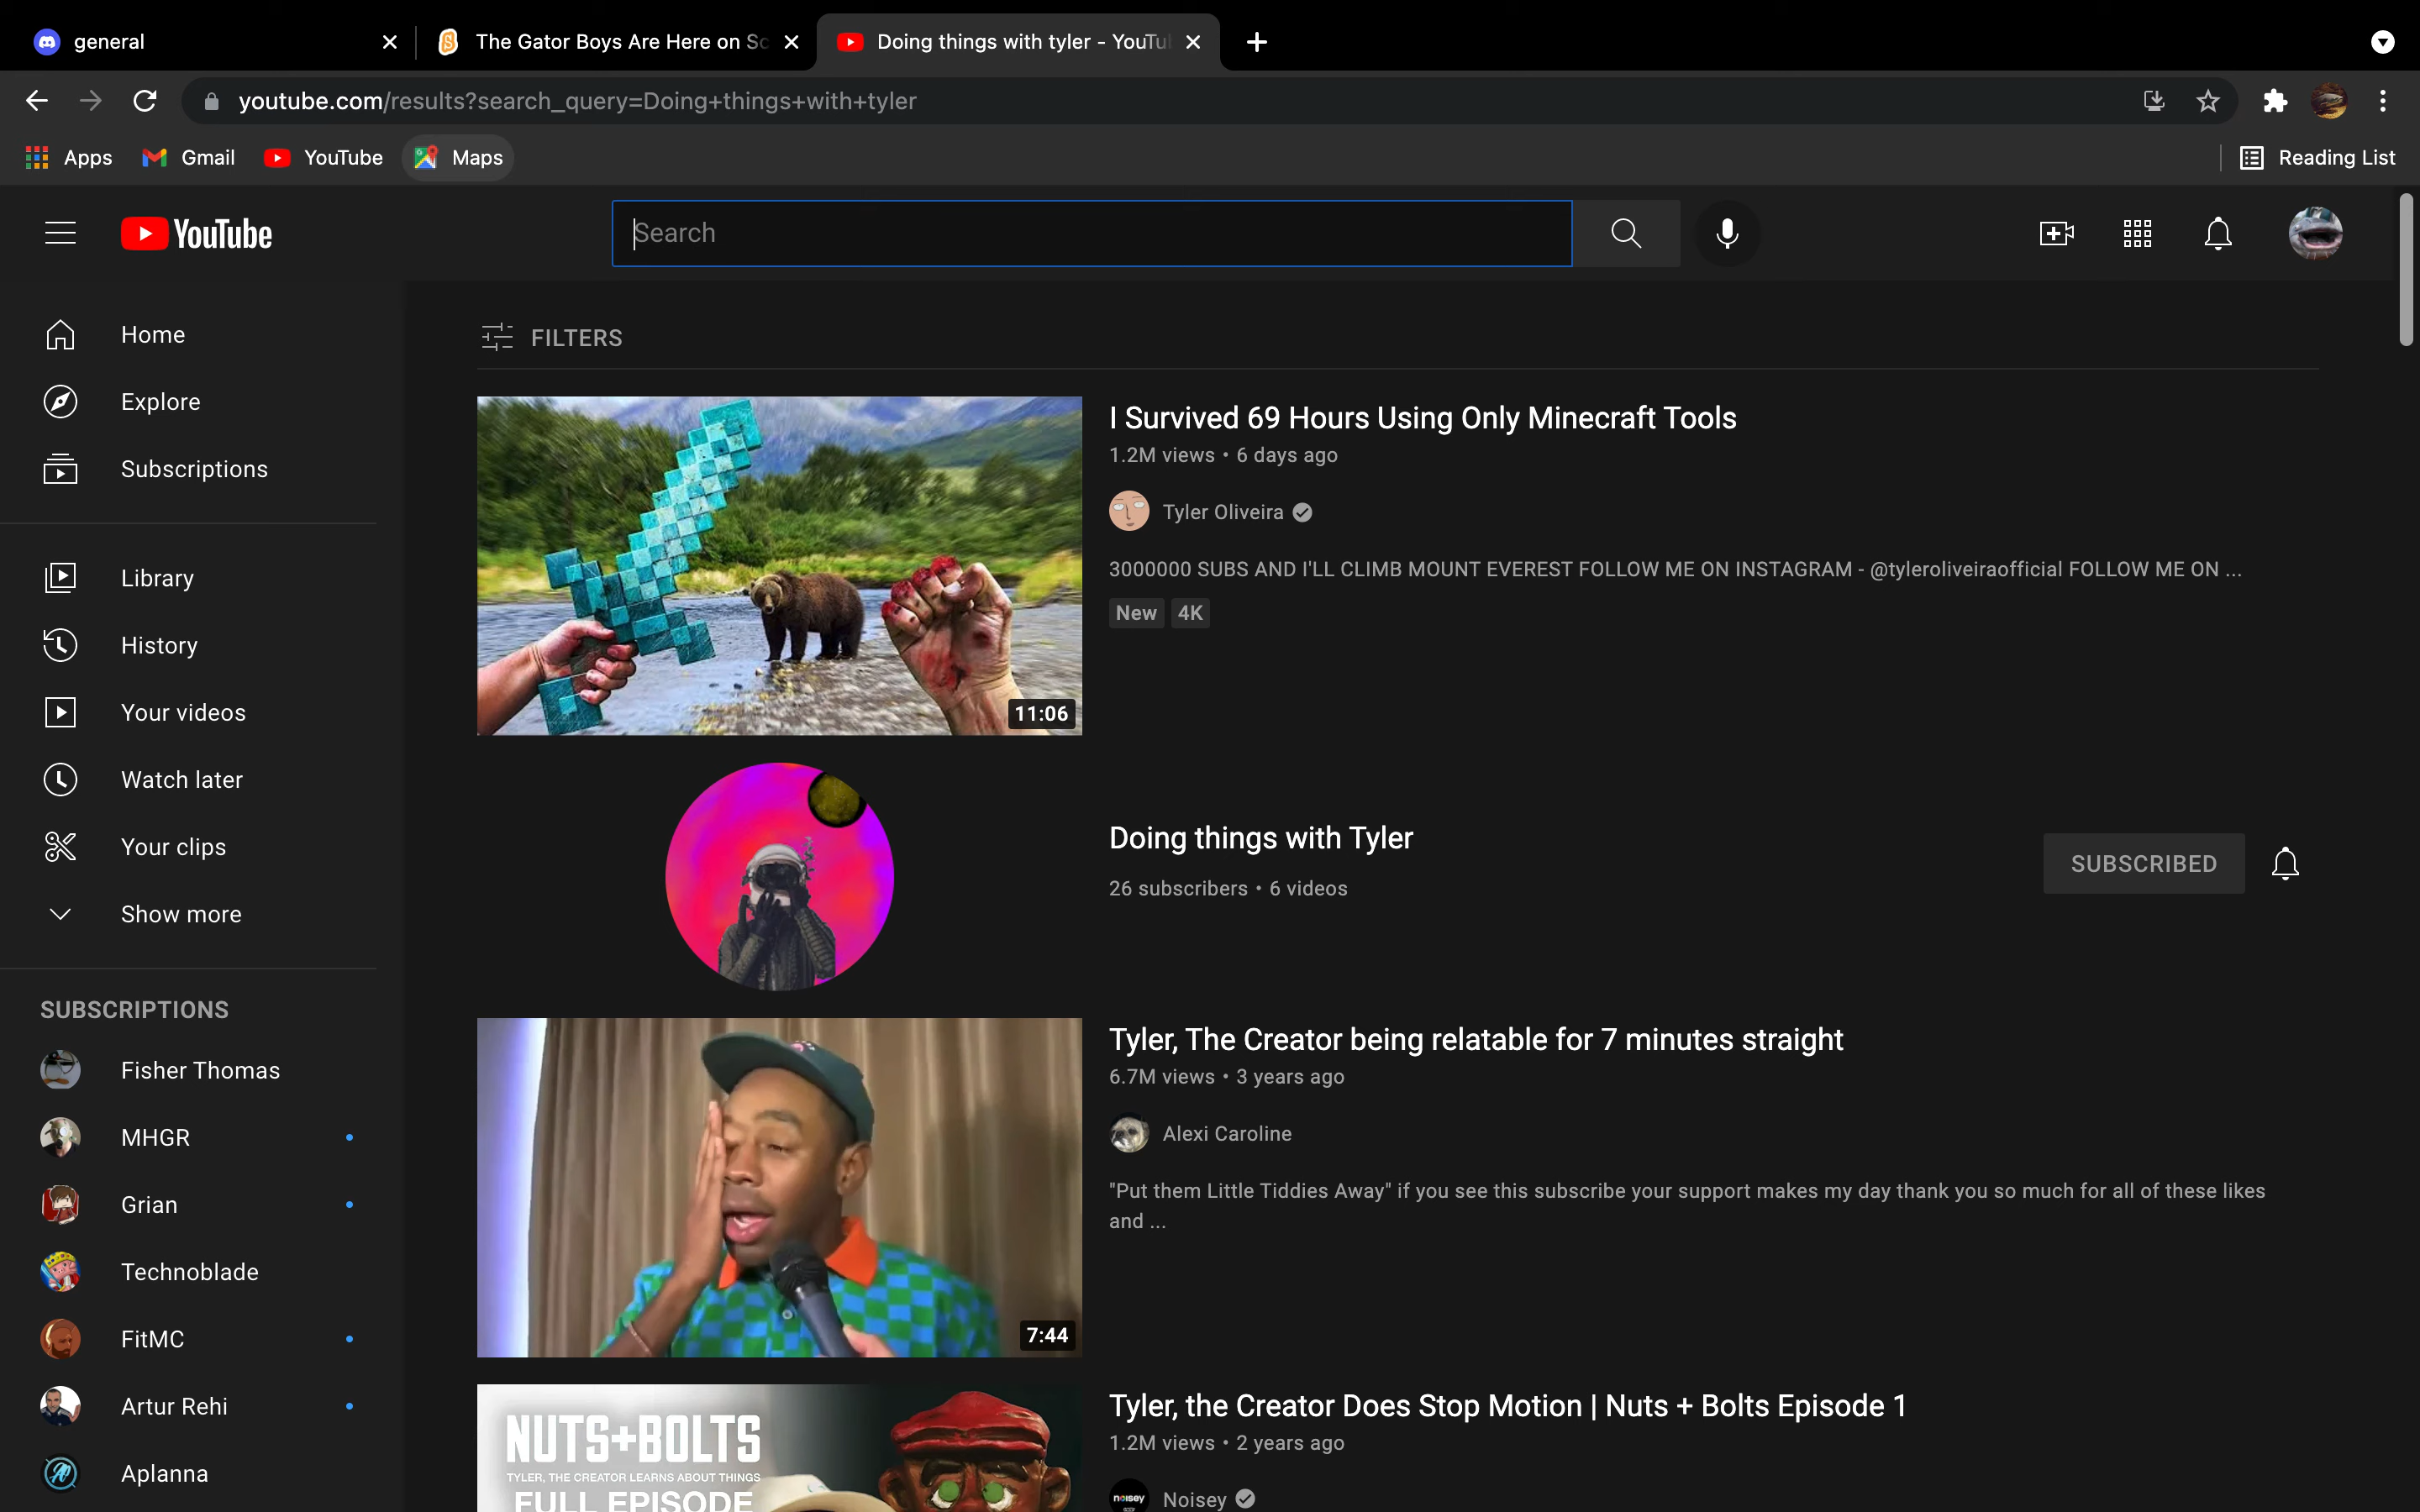 general
The Gator Boys Are Here on Sc
Doing things with tyler - YouTu
youtube.com/results?search_query=Doing+things+with+tyler
Apps
Gmail
YouTube
Maps
Reading List
YouTube
Search
Home
Explore
Subscriptions
Library
History
Your videos
Watch later
Your clips
Show more
SUBSCRIPTIONS
Fisher Thomas
MHGR
Grian
Technoblade
FitMC
Artur Rehi
Aplanna
FILTERS
11:06
I Survived 69 Hours Using Only Minecraft Tools
1.2M views • 6 days ago
Tyler Oliveira
3000000 SUBS AND I'LL CLIMB MOUNT EVEREST FOLLOW ME ON INSTAGRAM - @tyleroliveiraofficial FOLLOW ME ON ...
New 4K
Doing things with Tyler
26 subscribers • 6 videos
SUBSCRIBED
7:44
Tyler, The Creator being relatable for 7 minutes straight
6.7M views • 3 years ago
Alexi Caroline
"Put them Little Tiddies Away" if you see this subscribe your support makes my day thank you so much for all of these likes
and ...
NUTS+BOLTS
TYLER, THE CREATOR LEARNS ABOUT THINGS
FULL EPISODE
Tyler, the Creator Does Stop Motion | Nuts + Bolts Episode 1
1.2M views • 2 years ago
noisey
Noisey